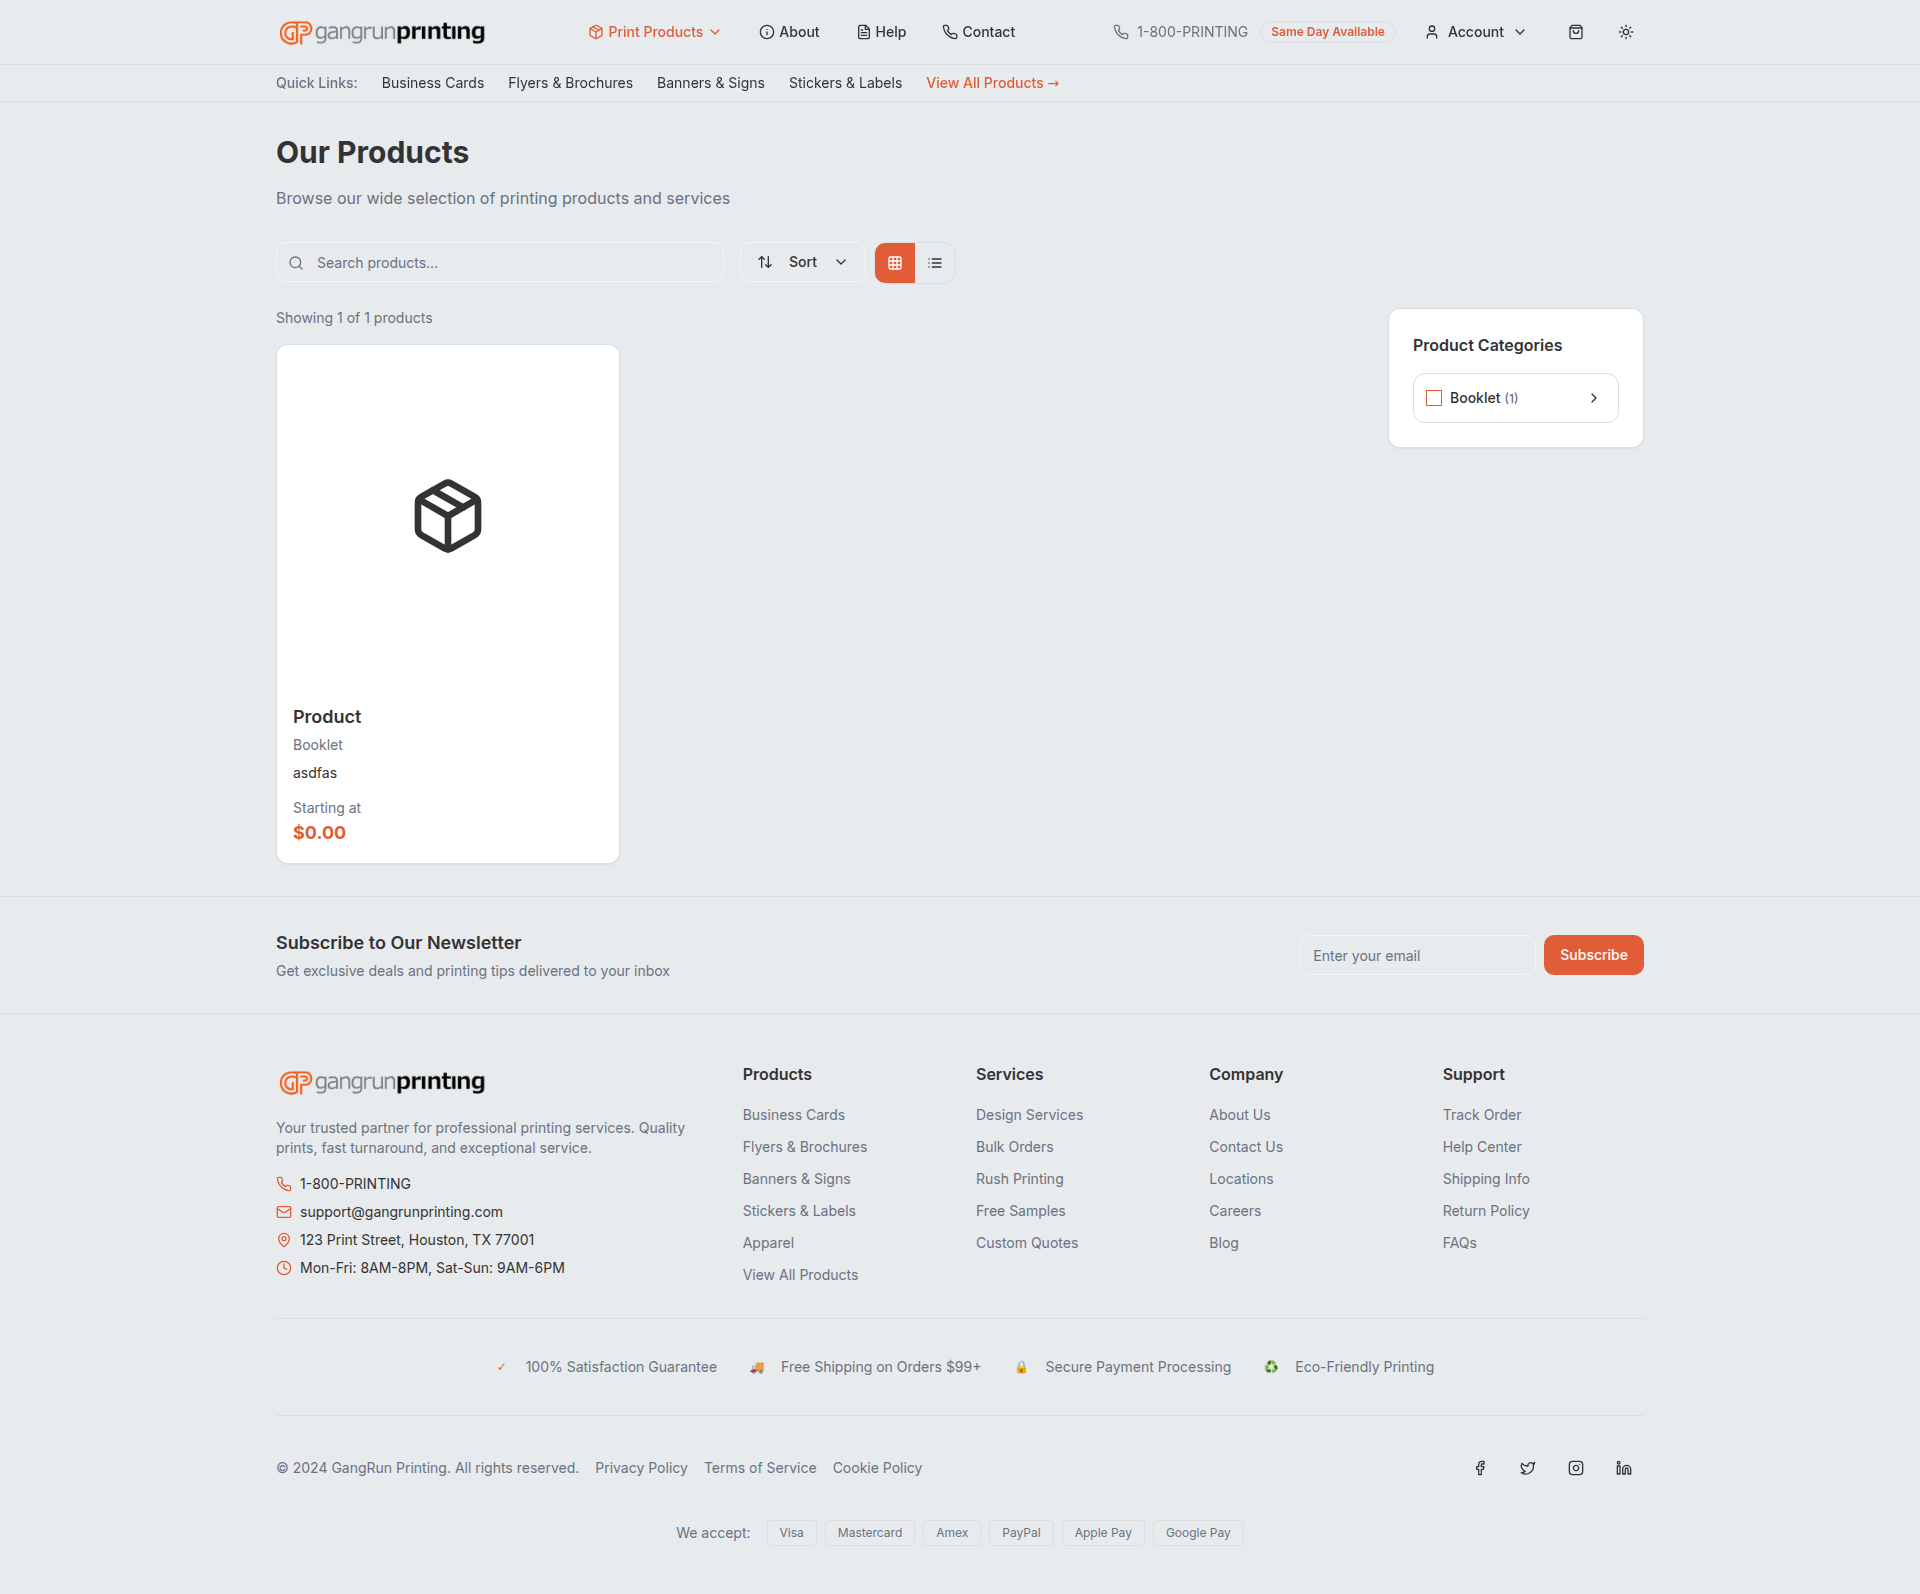 gangrunprinting
Print Products
About
Help
Contact
1-800-PRINTING
Same Day Available
Account
Quick Links:
Business Cards
Flyers & Brochures
Banners & Signs
Stickers & Labels
View All Products →
Our Products
Browse our wide selection of printing products and services
Search products...
Sort
Showing 1 of 1 products
Product Categories
Booklet (1)
Product
Booklet
asdfas
Starting at
$0.00
Subscribe to Our Newsletter
Get exclusive deals and printing tips delivered to your inbox
Enter your email
Subscribe
gangrunprinting
Your trusted partner for professional printing services. Quality
prints, fast turnaround, and exceptional service.
1-800-PRINTING
support@gangrunprinting.com
123 Print Street, Houston, TX 77001
Mon-Fri: 8AM-8PM, Sat-Sun: 9AM-6PM
Products
Business Cards
Flyers & Brochures
Banners & Signs
Stickers & Labels
Apparel
View All Products
Services
Design Services
Bulk Orders
Rush Printing
Free Samples
Custom Quotes
Company
About Us
Contact Us
Locations
Careers
Blog
Support
Track Order
Help Center
Shipping Info
Return Policy
FAQs
✓ 100% Satisfaction Guarantee
🚚 Free Shipping on Orders $99+
🔒 Secure Payment Processing
♻️ Eco-Friendly Printing
© 2024 GangRun Printing. All rights reserved.
Privacy Policy
Terms of Service
Cookie Policy
We accept:
Visa
Mastercard
Amex
PayPal
Apple Pay
Google Pay